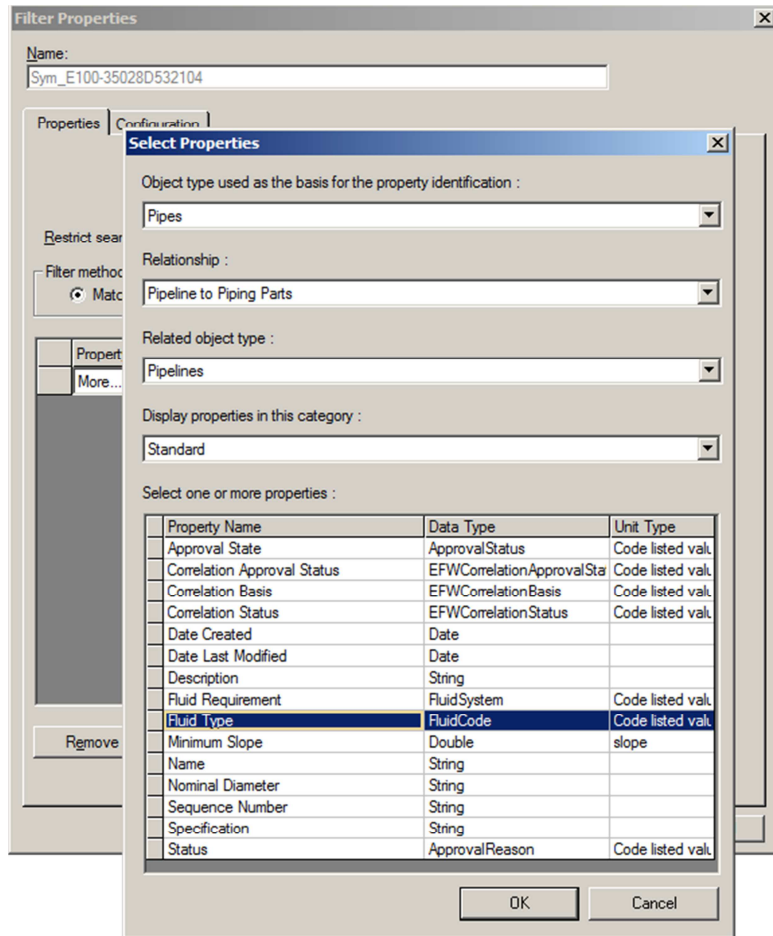 Filter Properties
Name:
Sym_E100-35028D532104
Properties Configuration
Select Properties
Object type used as the basis for the property identification :
Pipes
Restrict sear
Relationship :
Filter method
Matc
Pipeline to Piping Parts
Related object type :
Propert
Pipelines
More...
Display properties in this category :
Standard
Select one or more properties :
Property Name Data Type Unit Type
Approval State ApprovalStatus Code listed valu
Correlation Approval Status EFWCorrelationApprovalSta Code listed valu
Correlation Basis EFWCorrelationBasis Code listed valu
Correlation Status EFWCorrelationStatus Code listed valu
Date Created Date
Date Last Modified Date
Description String
Fluid Requirement FluidSystem Code listed valu
Fluid Type FluidCode Code listed valu
Remove
Minimum Slope Double slope
Name String
Nominal Diameter String
Sequence Number String
Specification String
Status ApprovalReason Code listed valu
OK Cancel